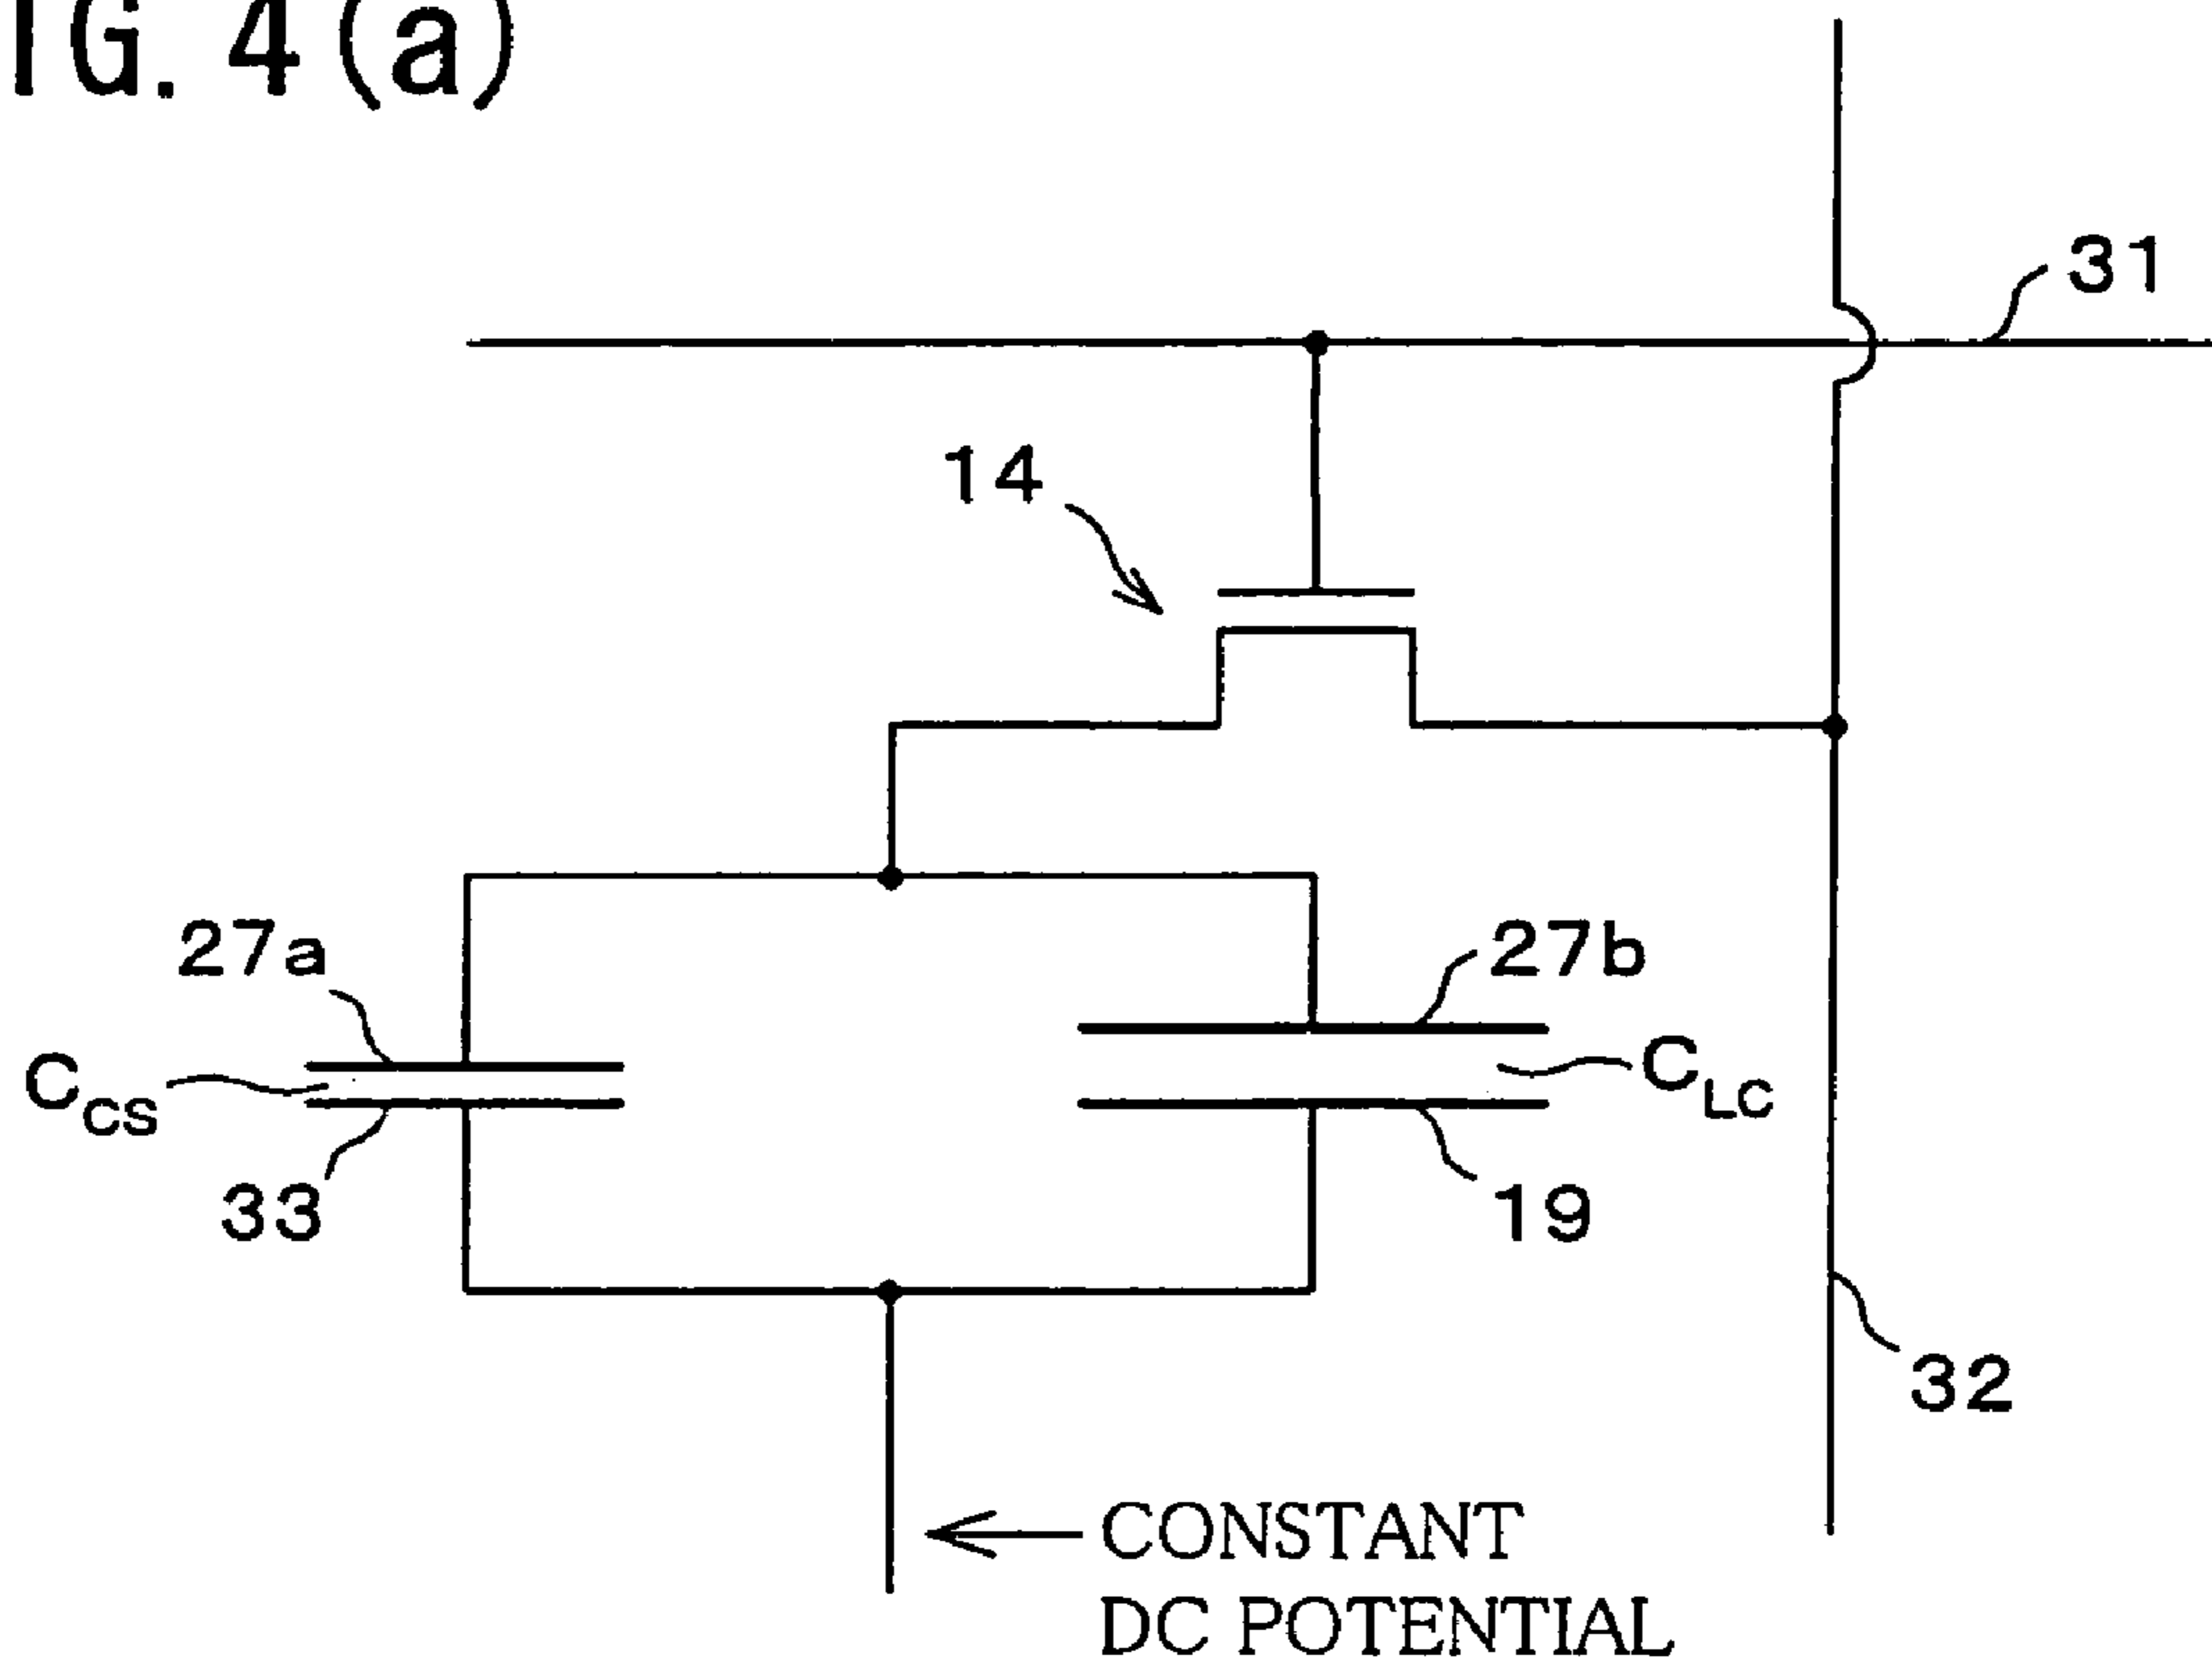 IG. 4 (a)
31
14
27a
27b
C_CS
C_LC
33
19
32
CONSTANT
DC POTENTIAL